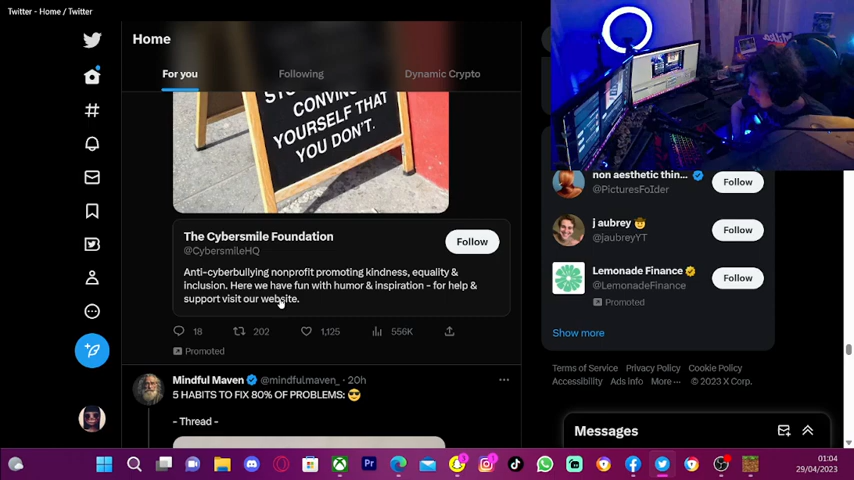 Twitter - Home / Twitter
Home
For you
Following
Dynamic Crypto
CONVINC
YOURSELF THAT
YOU DON'T.
The Cybersmile Foundation
@CybersmileHQ
Follow
Anti-cyberbullying nonprofit promoting kindness, equality &
inclusion. Here we have fun with humor & inspiration - for help &
support visit our website.
18
202
1,125
556K
Promoted
Mindful Maven @mindfulmaven_ · 20h
5 HABITS TO FIX 80% OF PROBLEMS: 😎
- Thread -
non aesthetic thin...
@PicturesFoIder
Follow
j aubrey 🤠
@jaubreyYT
Follow
Lemonade Finance
@LemonadeFinance
Promoted
Follow
Show more
Terms of Service Privacy Policy Cookie Policy
Accessibility Ads info More ··· © 2023 X Corp.
Messages
01:04
29/04/2023